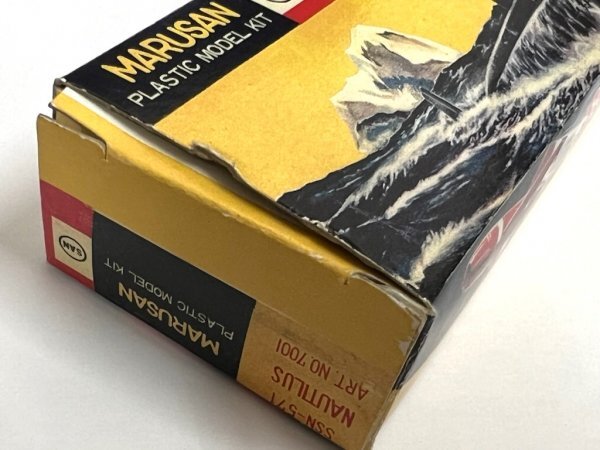 MARUSAN
PLASTIC MODEL KIT
SAN
MARUSAN
PLASTIC MODEL KIT
SSN-571
NAUTILUS
ART. NO. 7001